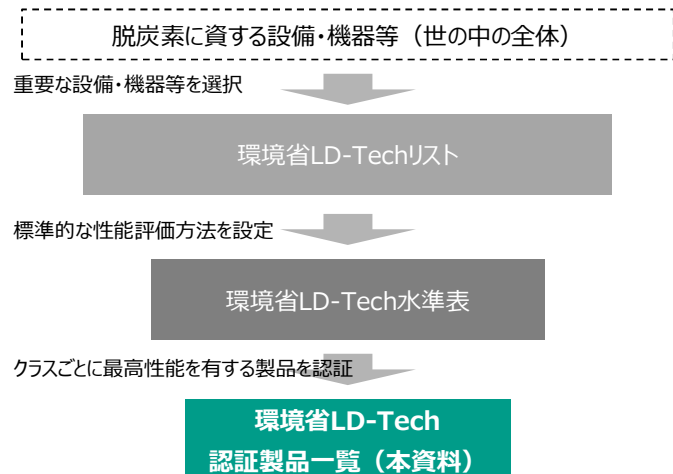 脱炭素に資する設備・機器等（世の中の全体）
重要な設備・機器等を選択
環境省LD-Techリスト
標準的な性能評価方法を設定
環境省LD-Tech水準表
クラスごとに最高性能を有する製品を認証
環境省LD-Tech
認証製品一覧（本資料）